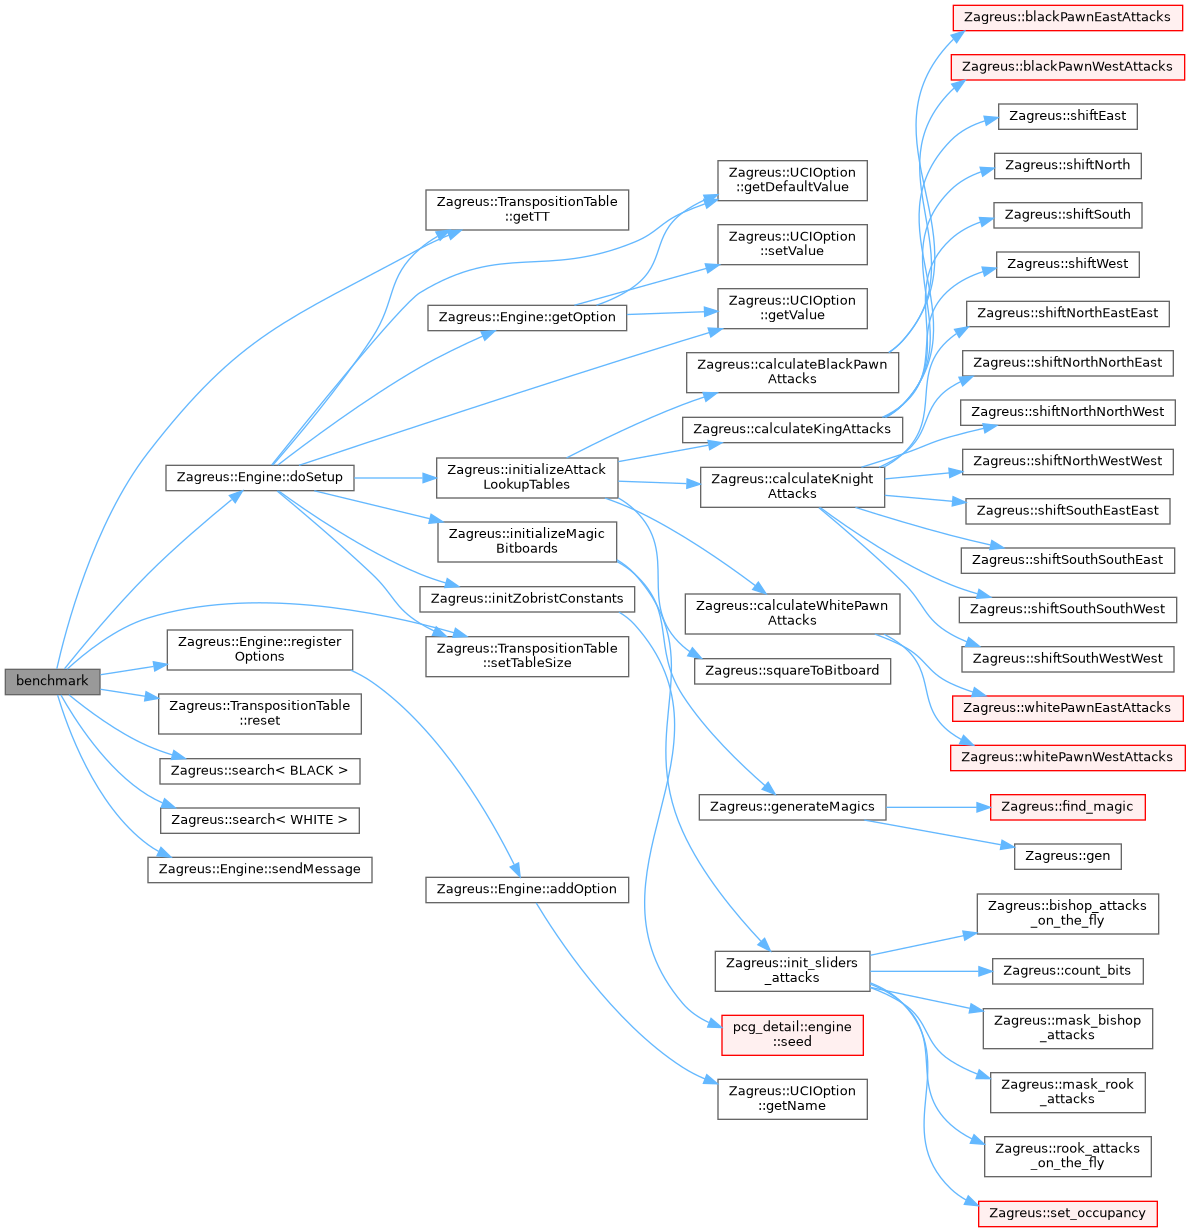 benchmark
Zagreus::Engine::doSetup
Zagreus::Engine::register
Options
Zagreus::TranspositionTable
::reset
Zagreus::search< BLACK >
Zagreus::search< WHITE >
Zagreus::Engine::sendMessage
Zagreus::TranspositionTable
::getTT
Zagreus::Engine::getOption
Zagreus::initializeAttack
LookupTables
Zagreus::initializeMagic
Bitboards
Zagreus::initZobristConstants
Zagreus::TranspositionTable
::setTableSize
Zagreus::Engine::addOption
Zagreus::UCIOption
::getDefaultValue
Zagreus::UCIOption
::setValue
Zagreus::UCIOption
::getValue
Zagreus::calculateBlackPawn
Attacks
Zagreus::calculateKingAttacks
Zagreus::calculateKnight
Attacks
Zagreus::calculateWhitePawn
Attacks
Zagreus::squareToBitboard
Zagreus::generateMagics
Zagreus::init_sliders
_attacks
pcg_detail::engine
::seed
Zagreus::UCIOption
::getName
Zagreus::blackPawnEastAttacks
Zagreus::blackPawnWestAttacks
Zagreus::shiftEast
Zagreus::shiftNorth
Zagreus::shiftSouth
Zagreus::shiftWest
Zagreus::shiftNorthEastEast
Zagreus::shiftNorthNorthEast
Zagreus::shiftNorthNorthWest
Zagreus::shiftNorthWestWest
Zagreus::shiftSouthEastEast
Zagreus::shiftSouthSouthEast
Zagreus::shiftSouthSouthWest
Zagreus::shiftSouthWestWest
Zagreus::whitePawnEastAttacks
Zagreus::whitePawnWestAttacks
Zagreus::find_magic
Zagreus::gen
Zagreus::bishop_attacks
_on_the_fly
Zagreus::count_bits
Zagreus::mask_bishop
_attacks
Zagreus::mask_rook
_attacks
Zagreus::rook_attacks
_on_the_fly
Zagreus::set_occupancy